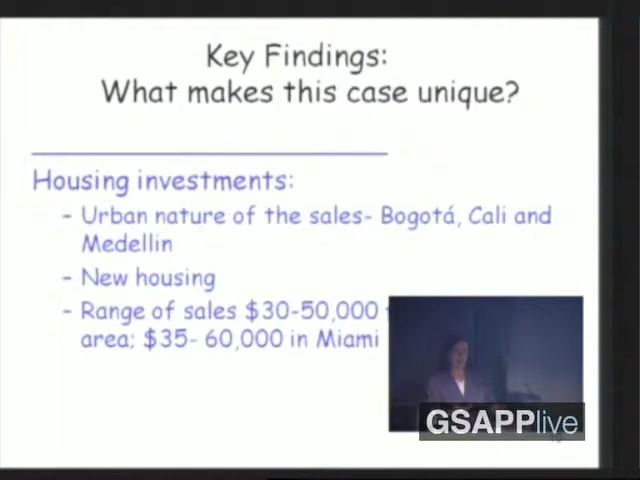 Key Findings:
What makes this case unique?
Housing investments:
- Urban nature of the sales- Bogotá, Cali and
Medellin
- New housing
- Range of sales $30-50,000
area; $35- 60,000 in Miami
GSAPPlive